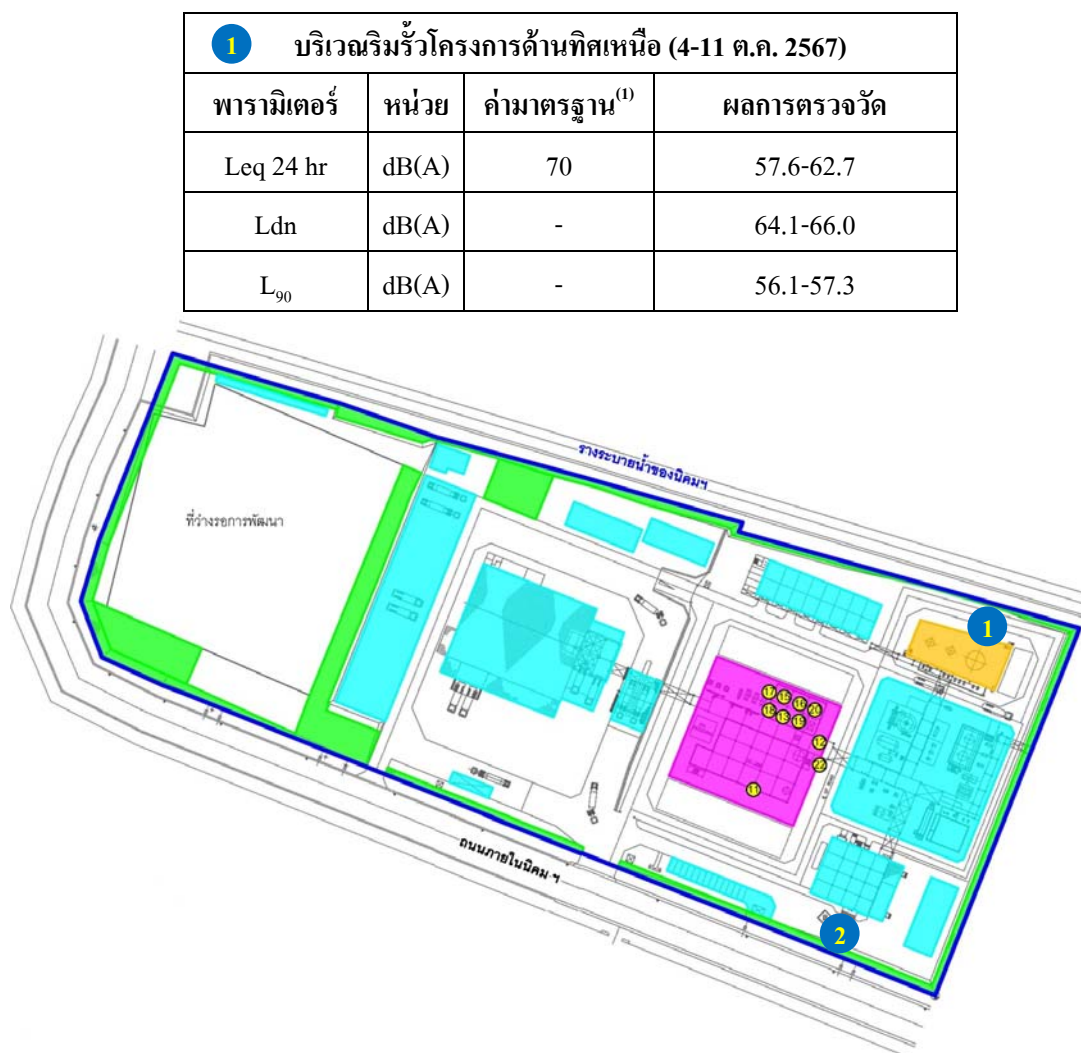 1 บริเวณริมรั้วโครงการด้านทิศเหนือ (4-11 ต.ค. 2567)
พารามิเตอร์ หน่วย ค่ามาตรฐาน(1) ผลการตรวจวัด
Leq 24 hr dB(A) 70 57.6-62.7
Ldn dB(A) - 64.1-66.0
L90 dB(A) - 56.1-57.3
รางระบายน้ำของนิคมฯ
ที่ว่างรอการพัฒนา
1
20
12
22
11
ถนนภายในนิคม ฯ
2